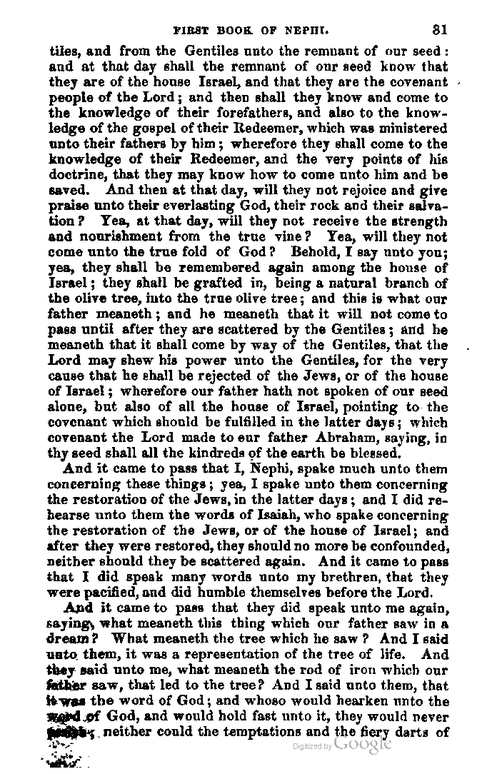 FIRST BOOK OF NEPHI. 31
tiles, and from the Gentiles unto the remnant of our seed:
and at that day shall the remnant of our seed know that
they are of the house Israel, and that they are the covenant
people of the Lord; and then shall they know and come to
the knowledge of their forefathers, and also to the know-
ledge of the gospel of their Redeemer, which was ministered
unto their fathers by him; wherefore they shall come to the
knowledge of their Redeemer, and the very points of his
doctrine, that they may know how to come unto him and be
saved. And then at that day, will they not rejoice and give
praise unto their everlasting God, their rock and their salva-
tion? Yea, at that day, will they not receive the strength
and nourishment from the true vine? Yea, will they not
come unto the true fold of God? Behold, I say unto you;
yea, they shall be remembered again among the house of
Israel; they shall be grafted in, being a natural branch of
the olive tree, into the true olive tree; and this is what our
father meaneth; and he meaneth that it will not come to
pass until after they are scattered by the Gentiles; and he
meaneth that it shall come by way of the Gentiles, that the
Lord may shew his power unto the Gentiles, for the very
cause that he shall be rejected of the Jews, or of the house
of Israel; wherefore our father hath not spoken of our seed
alone, but also of all the house of Israel, pointing to the
covenant which should be fulfilled in the latter days; which
covenant the Lord made to our father Abraham, saying, in
thy seed shall all the kindreds of the earth be blessed.
And it came to pass that I, Nephi, spake much unto them
concerning these things; yea, I spake unto them concerning
the restoration of the Jews, in the latter days; and I did re-
hearse unto them the words of Isaiah, who spake concerning
the restoration of the Jews, or of the house of Israel; and
after they were restored, they should no more be confounded,
neither should they be scattered again. And it came to pass
that I did speak many words unto my brethren, that they
were pacified, and did humble themselves before the Lord.
And it came to pass that they did speak unto me again,
saying, what meaneth this thing which our father saw in a
dream? What meaneth the tree which he saw? And I said
unto them, it was a representation of the tree of life. And
they said unto me, what meaneth the rod of iron which our
father saw, that led to the tree? And I said unto them, that
it was the word of God; and whoso would hearken unto the
word of God, and would hold fast unto it, they would never
neither could the temptations and the fiery darts of
Digitized by Google